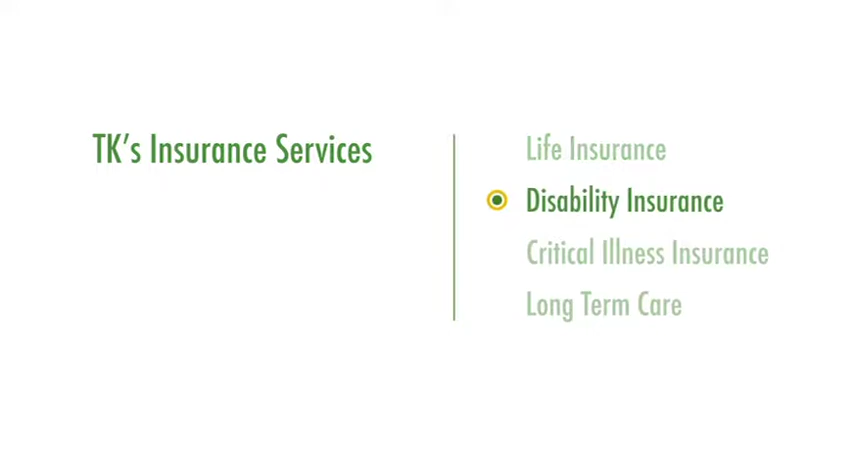 TK's Insurance Services
Life Insurance
Disability Insurance
Critical Illness Insurance
Long Term Care